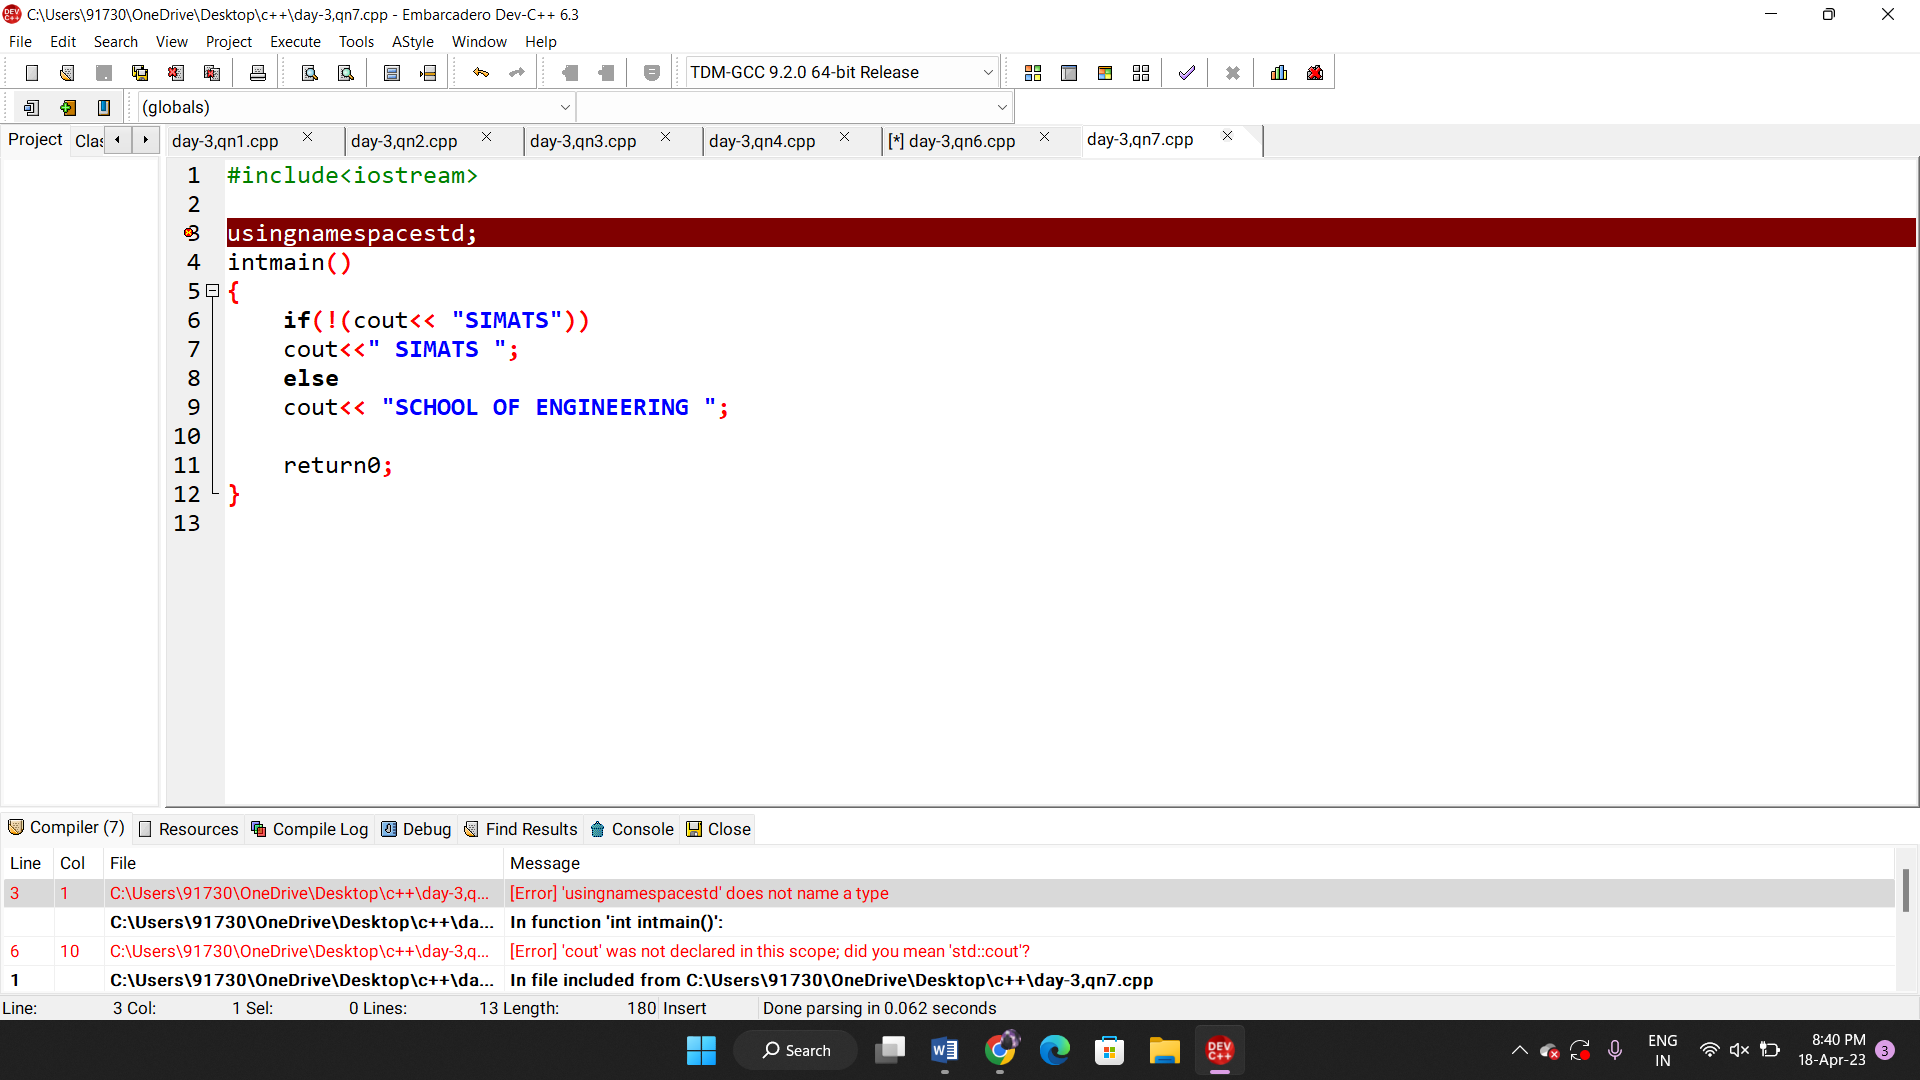 C:\Users\91730\OneDrive\Desktop\c++\day-3,qn7.cpp - Embarcadero Dev-C++ 6.3
File Edit Search View Project Execute Tools AStyle Window Help
TDM-GCC 9.2.0 64-bit Release
(globals)
Project Clas day-3,qn1.cpp day-3,qn2.cpp day-3,qn3.cpp day-3,qn4.cpp [*] day-3,qn6.cpp day-3,qn7.cpp
1 #include<iostream>
2
3 usingnamespacestd;
4 intmain()
5 {
6 if(!(cout<< "SIMATS"))
7 cout<<" SIMATS ";
8 else
9 cout<< "SCHOOL OF ENGINEERING ";
10
11 return0;
12 }
13
Compiler (7) Resources Compile Log Debug Find Results Console Close
Line Col File Message
3 1 C:\Users\91730\OneDrive\Desktop\c++\day-3,q... [Error] 'usingnamespacestd' does not name a type
C:\Users\91730\OneDrive\Desktop\c++\da... In function 'int intmain()':
6 10 C:\Users\91730\OneDrive\Desktop\c++\day-3,q... [Error] 'cout' was not declared in this scope; did you mean 'std::cout'?
1 C:\Users\91730\OneDrive\Desktop\c++\da... In file included from C:\Users\91730\OneDrive\Desktop\c++\day-3,qn7.cpp
Line: 3 Col: 1 Sel: 0 Lines: 13 Length: 180 Insert Done parsing in 0.062 seconds
Search
DEV C++
ENG
IN
8:40 PM
18-Apr-23
3